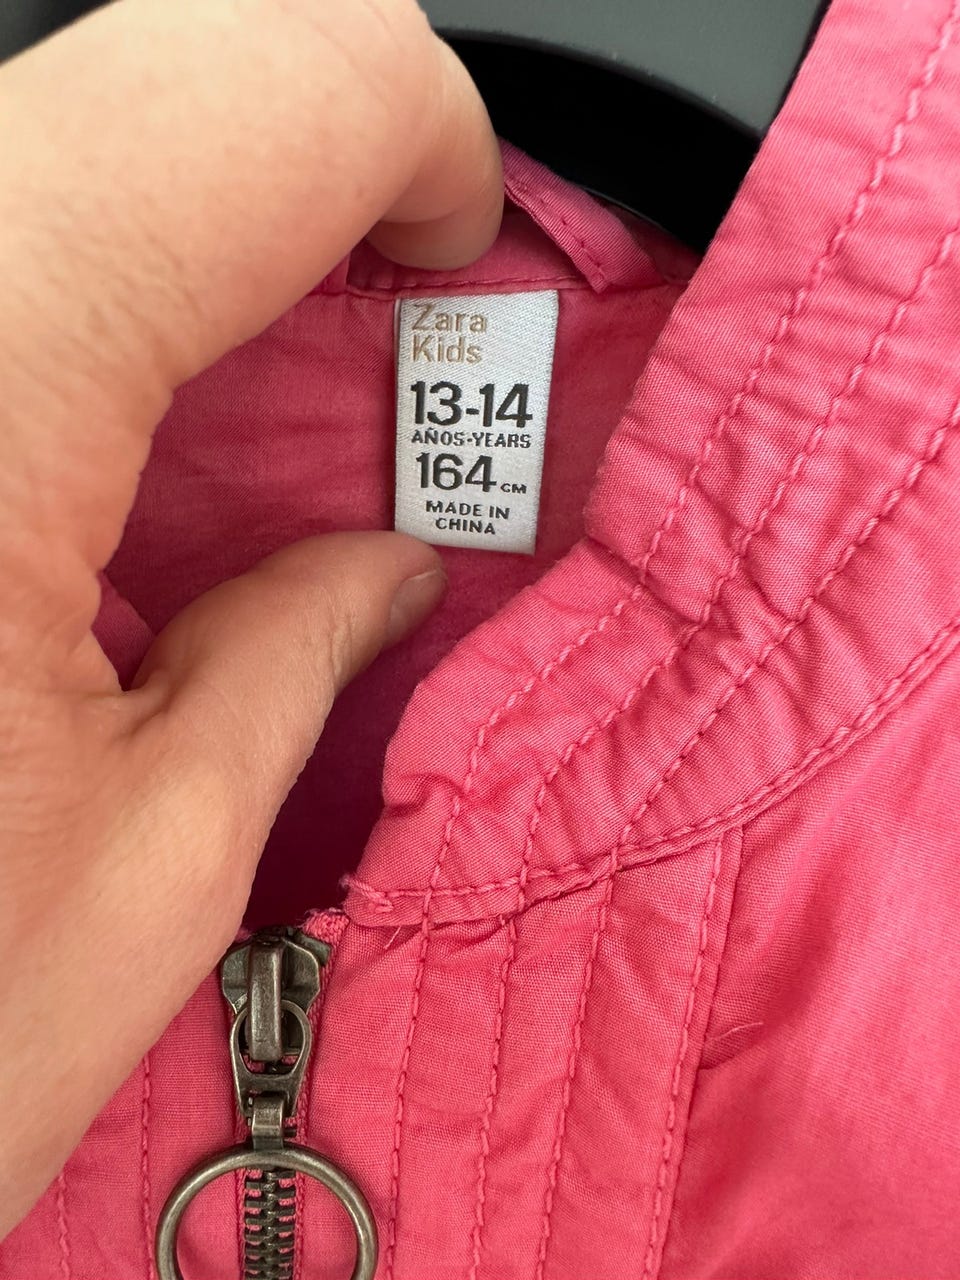 Zara
Kids
13-14
AÑOS-YEARS
164 CM
MADE IN
CHINA